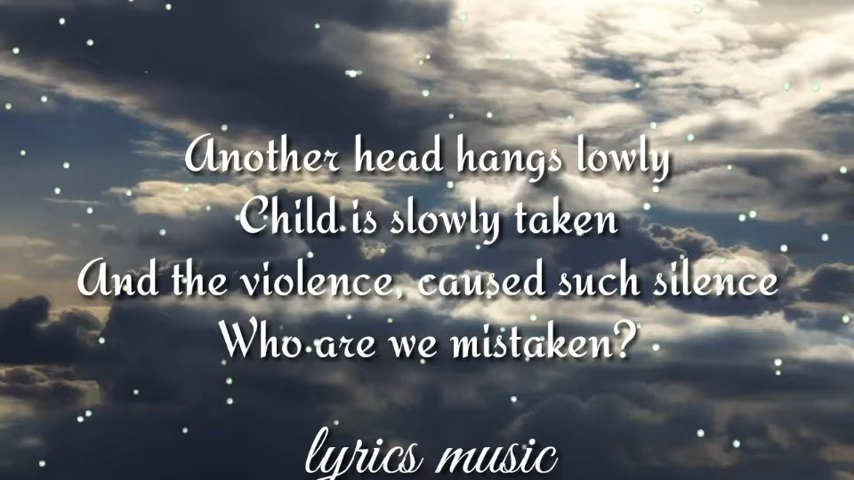 Another head hangs lowly
Child is slowly taken
And the violence, caused such silence
Who are we mistaken?
lyrics music